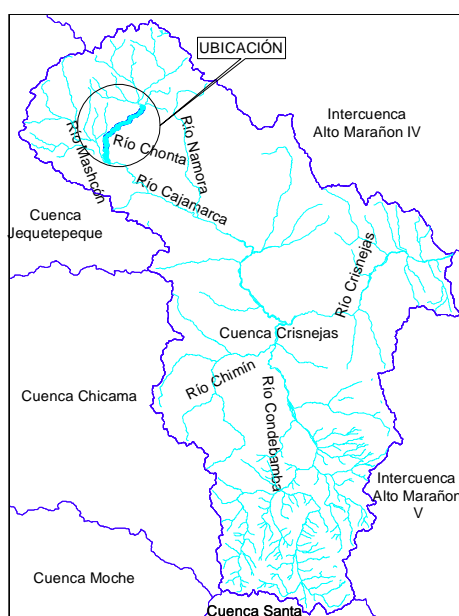 UBICACIÓN
Intercuenca
Alto Marañon IV
Río Mashcón
Río Chonta
Río Namora
Río Cajamarca
Cuenca
Jequetepeque
Río Crisnejas
Cuenca Crisnejas
Río Chimín
Cuenca Chicama
Río Condebamba
Intercuenca
Alto Marañon
V
Cuenca Moche
Cuenca Santa